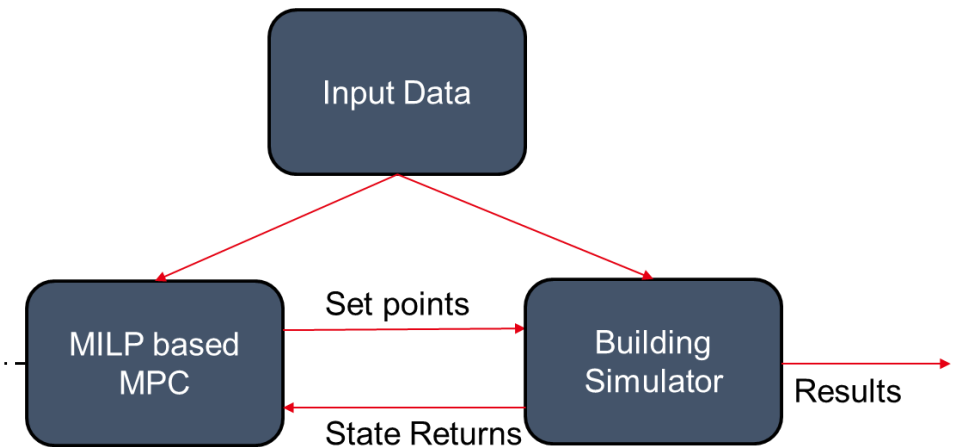 Input Data
MILP based
MPC
Set points
State Returns
Building
Simulator
Results